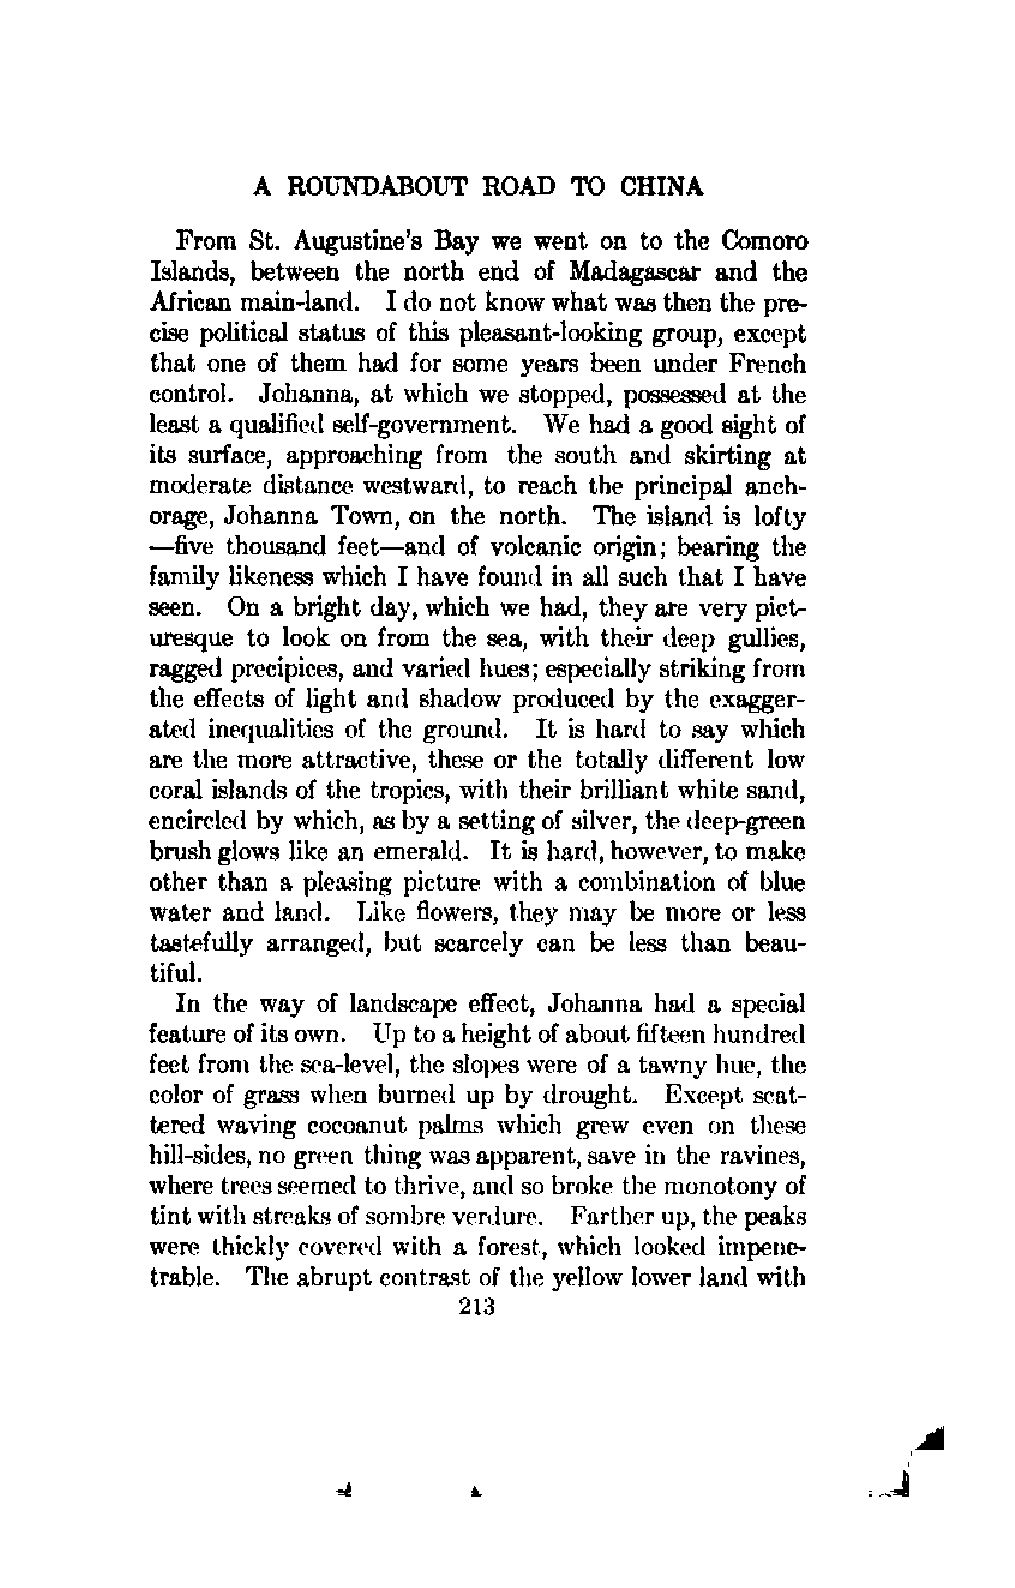 A ROUNDABOUT ROAD TO CHINA
From St. Augustine's Bay we went on to the Comoro
Islands, between the north end of Madagascar and the
African main-land. I do not know what was then the pre-
cise political status of this pleasant-looking group, except
that one of them had for some years been under French
control. Johanna, at which we stopped, possessed at the
least a qualified self-government. We had a good sight of
its surface, approaching from the south and skirting at
moderate distance westward, to reach the principal anch-
orage, Johanna Town, on the north. The island is lofty
—five thousand feet—and of volcanic origin; bearing the
family likeness which I have found in all such that I have
seen. On a bright day, which we had, they are very pict-
uresque to look on from the sea, with their deep gullies,
ragged precipices, and varied hues; especially striking from
the effects of light and shadow produced by the exagger-
ated inequalities of the ground. It is hard to say which
are the more attractive, these or the totally different low
coral islands of the tropics, with their brilliant white sand,
encircled by which, as by a setting of silver, the deep-green
brush glows like an emerald. It is hard, however, to make
other than a pleasing picture with a combination of blue
water and land. Like flowers, they may be more or less
tastefully arranged, but scarcely can be less than beau-
tiful.
In the way of landscape effect, Johanna had a special
feature of its own. Up to a height of about fifteen hundred
feet from the sea-level, the slopes were of a tawny hue, the
color of grass when burned up by drought. Except scat-
tered waving cocoanut palms which grew even on these
hill-sides, no green thing was apparent, save in the ravines,
where trees seemed to thrive, and so broke the monotony of
tint with streaks of sombre verdure. Farther up, the peaks
were thickly covered with a forest, which looked impene-
trable. The abrupt contrast of the yellow lower land with
213